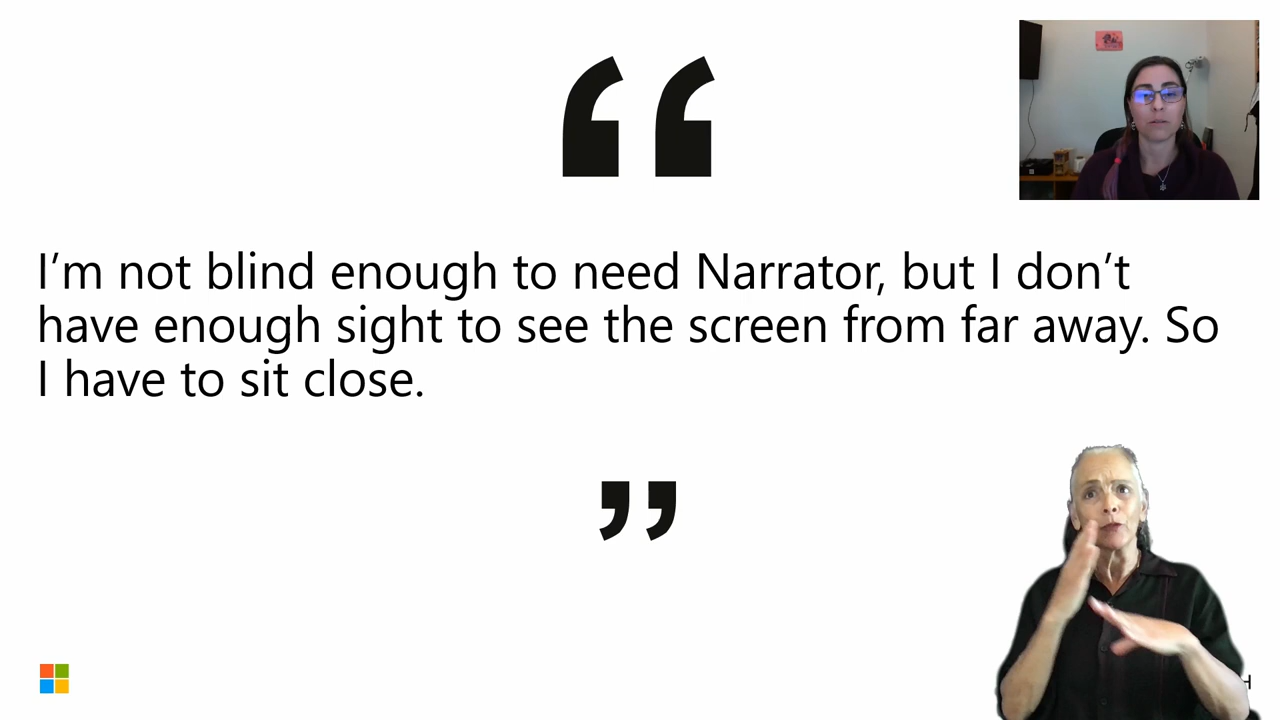 “
I’m not blind enough to need Narrator, but I don’t
have enough sight to see the screen from far away. So
I have to sit close.
”
H